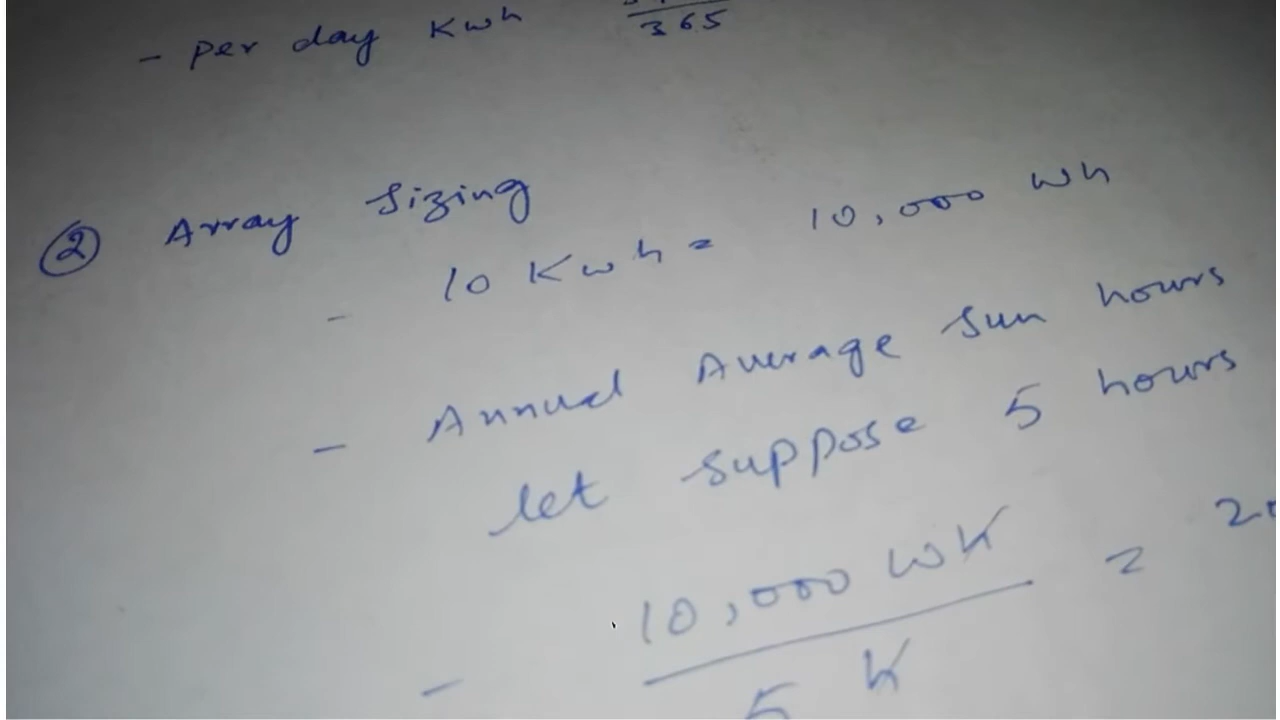 - Per day Kwh 365
② Array Sizing
- 10 Kwh = 10,000 Wh
- Annual Average Sun hours
let suppose 5 hours
- 10,000 Wh =
5 h